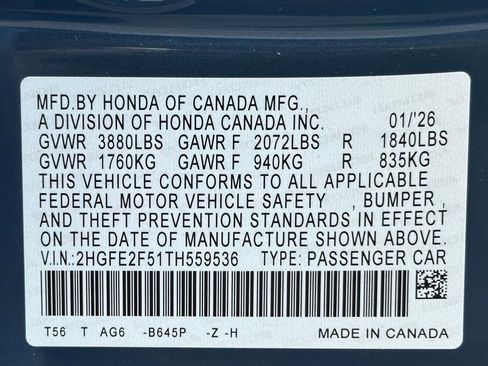 MFD.BY HONDA OF CANADA MFG.,
A DIVISION OF HONDA CANADA INC. 01/'26
GVWR 3880LBS GAWR F 2072LBS R 1840LBS
GVWR 1760KG GAWR F 940KG R 835KG
THIS VEHICLE CONFORMS TO ALL APPLICABLE
FEDERAL MOTOR VEHICLE SAFETY , BUMPER ,
AND THEFT PREVENTION STANDARDS IN EFFECT
ON THE DATE OF MANUFACTURE SHOWN ABOVE.
V.I.N.:2HGFE2F51TH559536 TYPE: PASSENGER CAR
T56 T AG6 -B645P -Z -H MADE IN CANADA